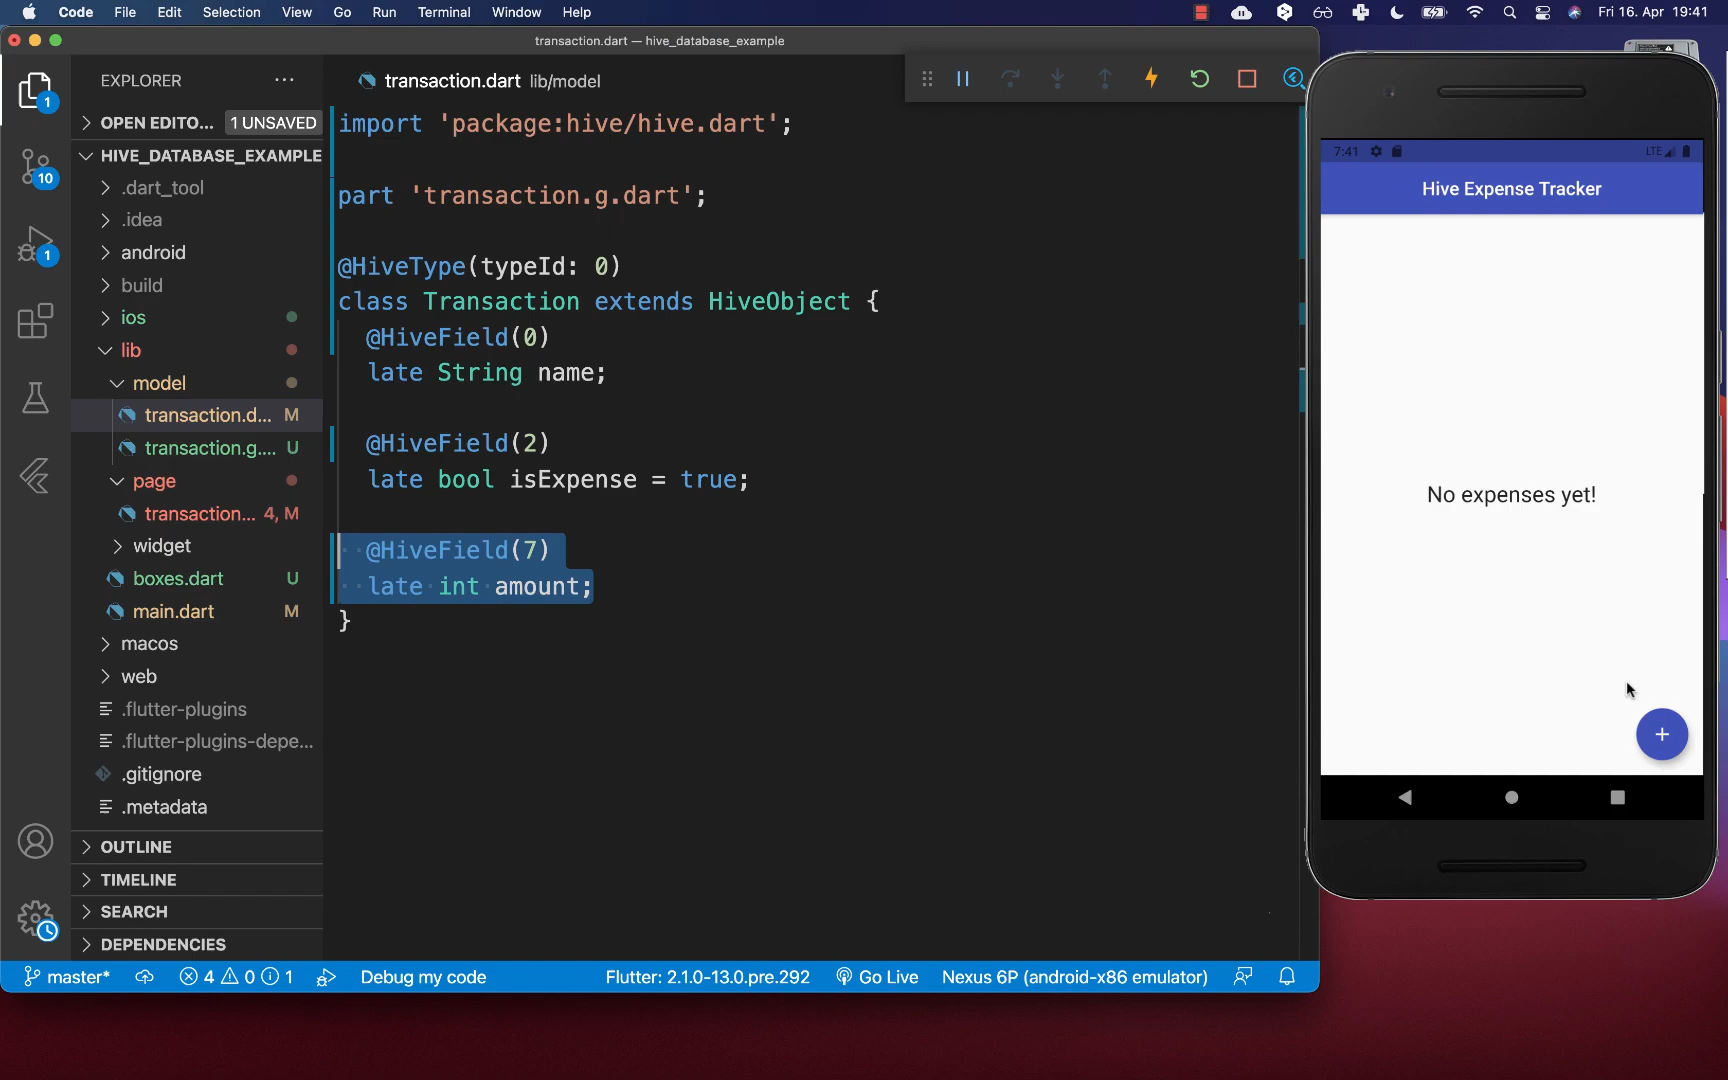 Code File Edit Selection View Go Run Terminal Window Help Fri 16. Apr 19:41
transaction.dart — hive_database_example
EXPLORER
OPEN EDITO... 1 UNSAVED
HIVE_DATABASE_EXAMPLE
.dart_tool
.idea
android
build
ios
lib
model
transaction.d... M
transaction.g.... U
page
transaction... 4, M
widget
boxes.dart U
main.dart M
macos
web
.flutter-plugins
.flutter-plugins-depe...
.gitignore
.metadata
OUTLINE
TIMELINE
SEARCH
DEPENDENCIES
1
10
1
transaction.dart lib/model
import 'package:hive/hive.dart';
part 'transaction.g.dart';
@HiveType(typeId: 0)
class Transaction extends HiveObject {
@HiveField(0)
late String name;
@HiveField(2)
late bool isExpense = true;
@HiveField(7)
late int amount;
}
7:41 LTE
Hive Expense Tracker
No expenses yet!
+
master* 4 0 1 Debug my code Flutter: 2.1.0-13.0.pre.292 Go Live Nexus 6P (android-x86 emulator)